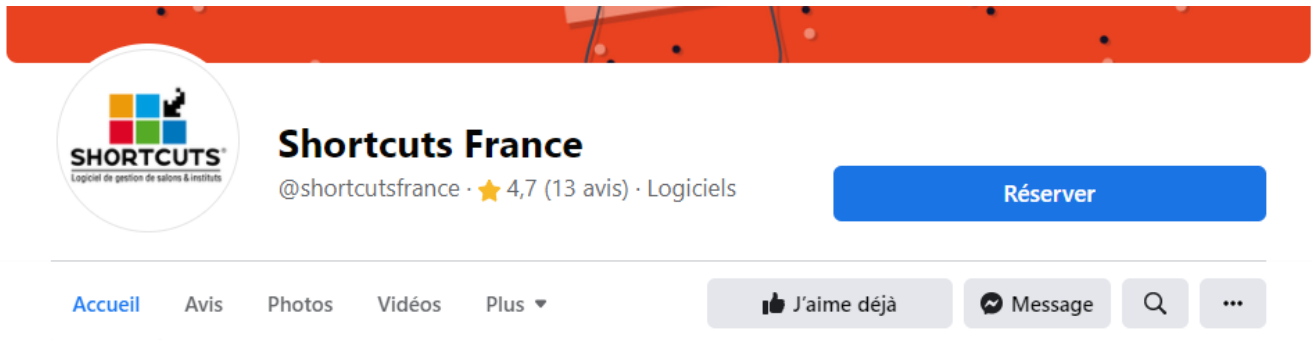 SHORTCUTS®
Logiciel de gestion de salons & instituts
Shortcuts France
@shortcutsfrance · 4,7 (13 avis) · Logiciels
Réserver
Accueil Avis Photos Vidéos Plus J'aime déjà Message